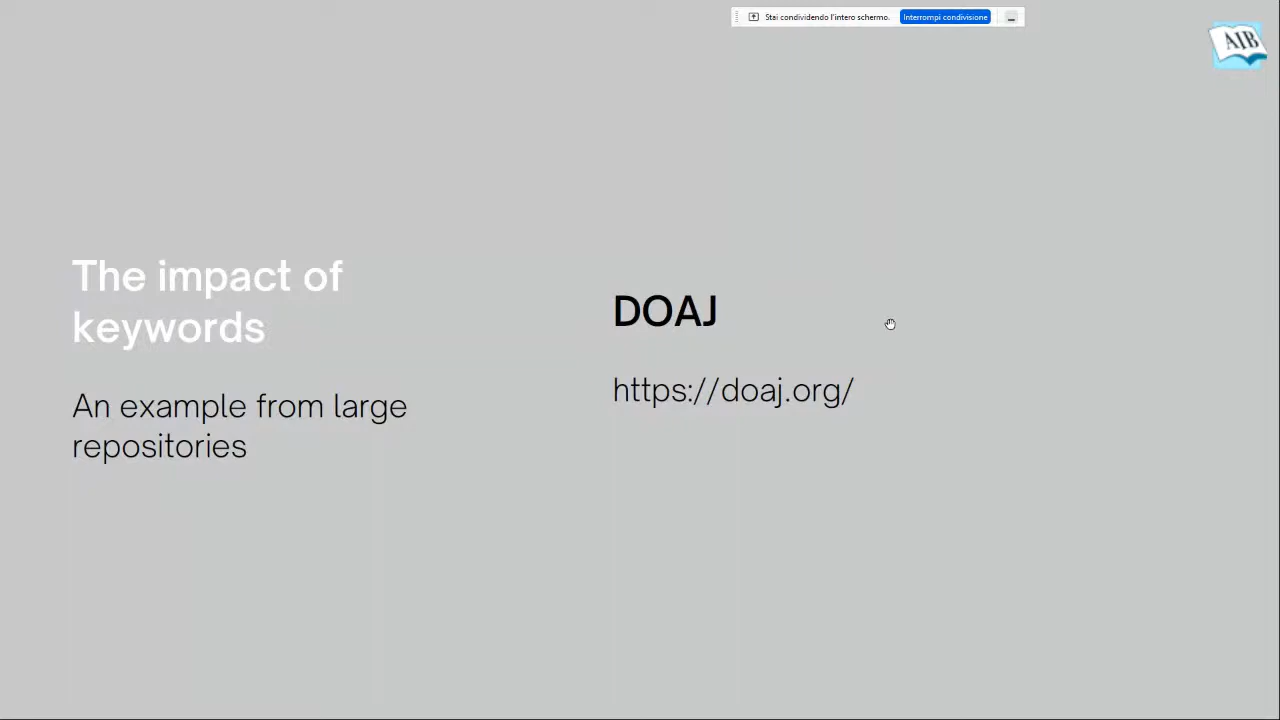 Stai condividendo l'intero schermo. Interrompi condivisione
AIB
The impact of
keywords
An example from large
repositories
DOAJ
https://doaj.org/